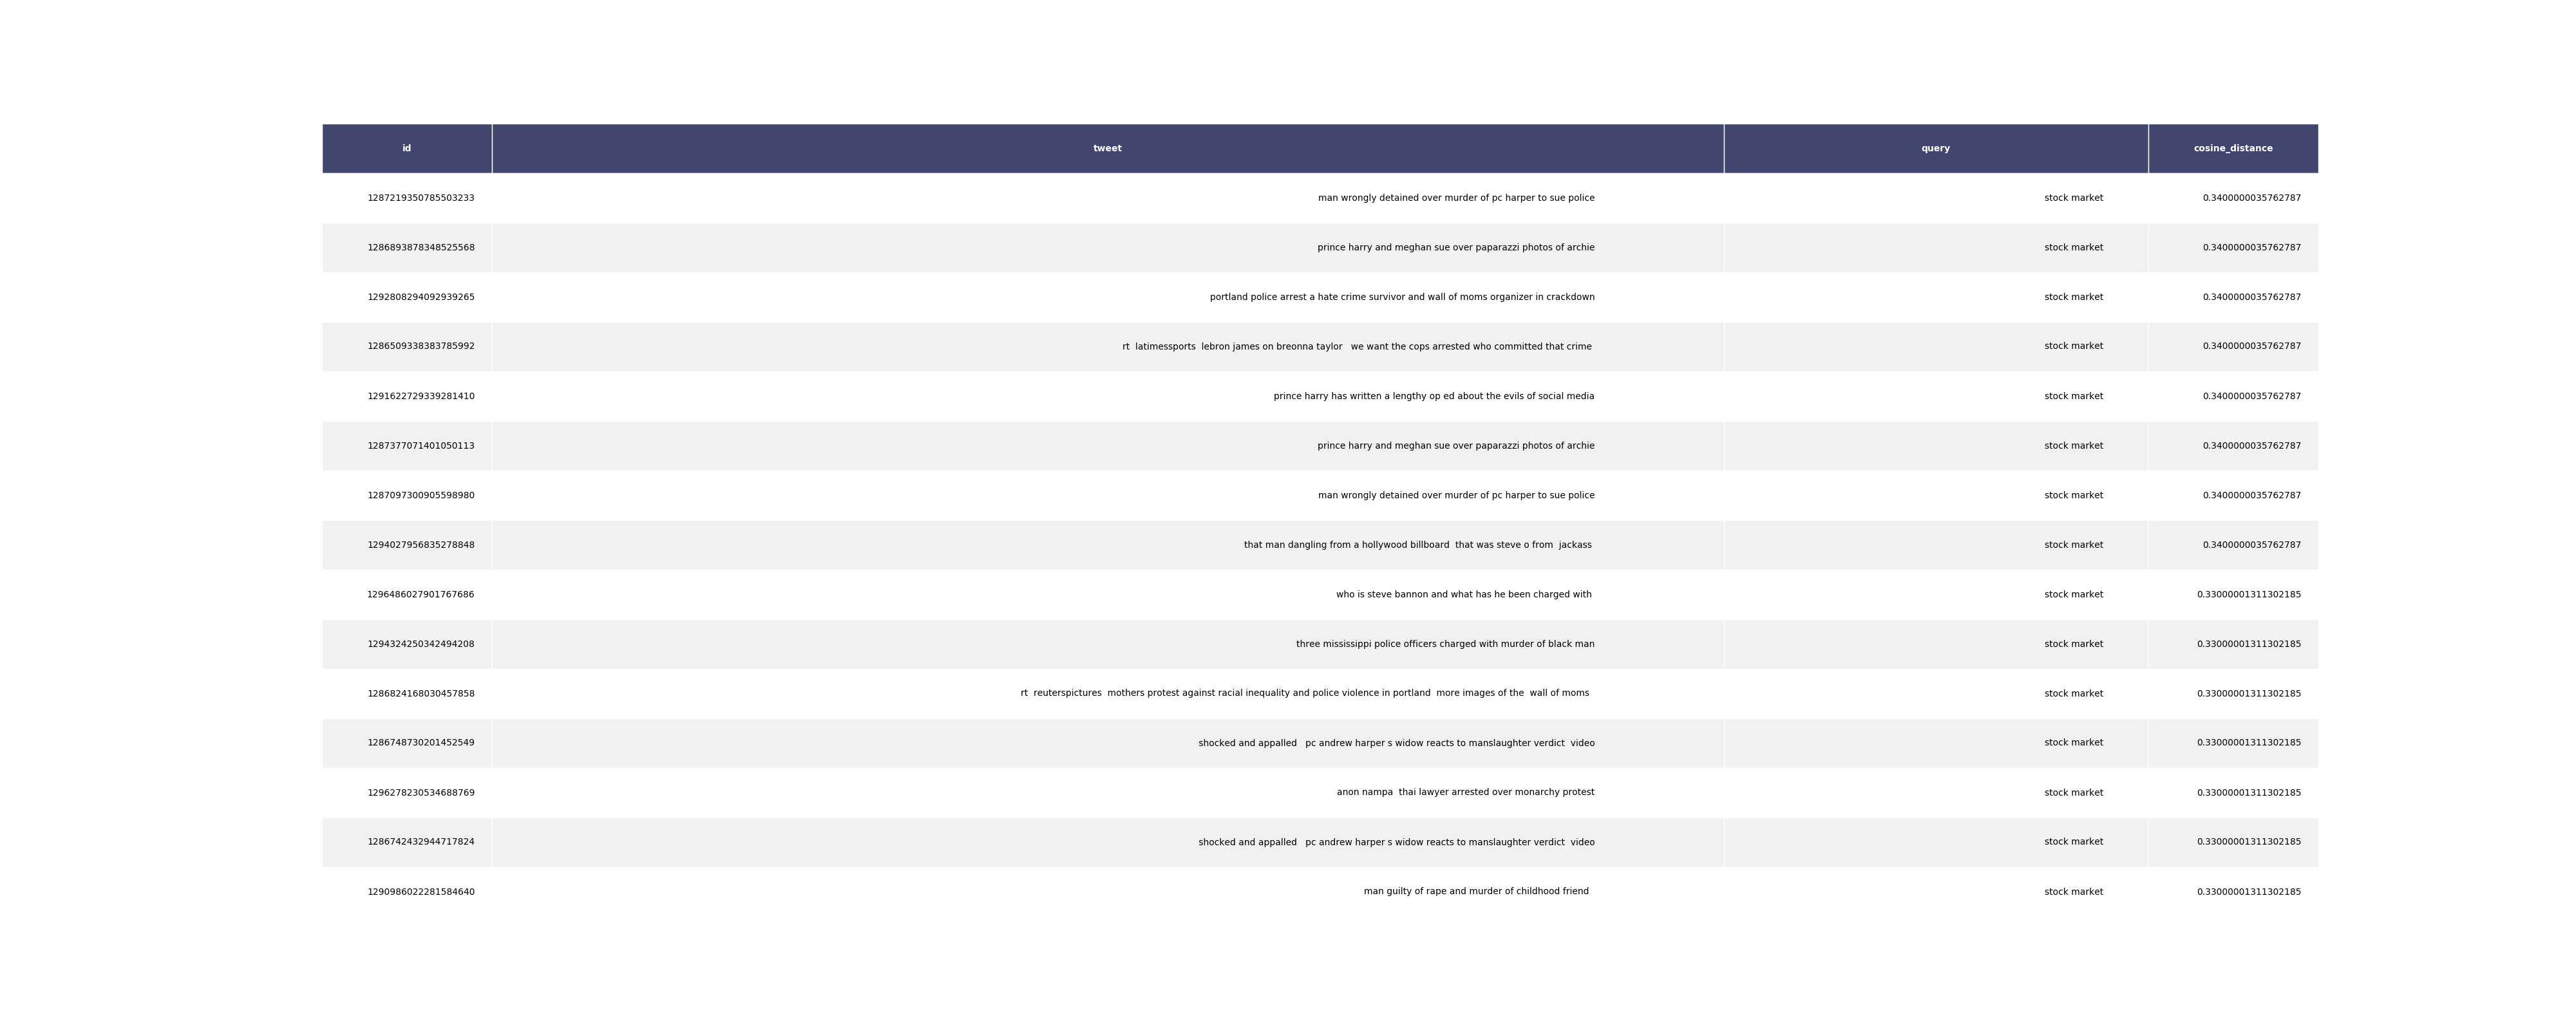 id tweet query cosine_distance
1287219350785503233 man wrongly detained over murder of pc harper to sue police stock market 0.3400000035762787
1286893878348525568 prince harry and meghan sue over paparazzi photos of archie stock market 0.3400000035762787
1292808294092939265 portland police arrest a hate crime survivor and wall of moms organizer in crackdown stock market 0.3400000035762787
1286509338383785992 rt  latimessports  lebron james on breonna taylor   we want the cops arrested who committed that crime stock market 0.3400000035762787
1291622729339281410 prince harry has written a lengthy op ed about the evils of social media stock market 0.3400000035762787
1287377071401050113 prince harry and meghan sue over paparazzi photos of archie stock market 0.3400000035762787
1287097300905598980 man wrongly detained over murder of pc harper to sue police stock market 0.3400000035762787
1294027956835278848 that man dangling from a hollywood billboard  that was steve o from  jackass stock market 0.3400000035762787
1296486027901767686 who is steve bannon and what has he been charged with stock market 0.33000001311302185
1294324250342494208 three mississippi police officers charged with murder of black man stock market 0.33000001311302185
1286824168030457858 rt  reuterspictures  mothers protest against racial inequality and police violence in portland  more images of the  wall of moms stock market 0.33000001311302185
1286748730201452549 shocked and appalled   pc andrew harper s widow reacts to manslaughter verdict  video stock market 0.33000001311302185
1296278230534688769 anon nampa  thai lawyer arrested over monarchy protest stock market 0.33000001311302185
1286742432944717824 shocked and appalled   pc andrew harper s widow reacts to manslaughter verdict  video stock market 0.33000001311302185
1290986022281584640 man guilty of rape and murder of childhood friend stock market 0.33000001311302185